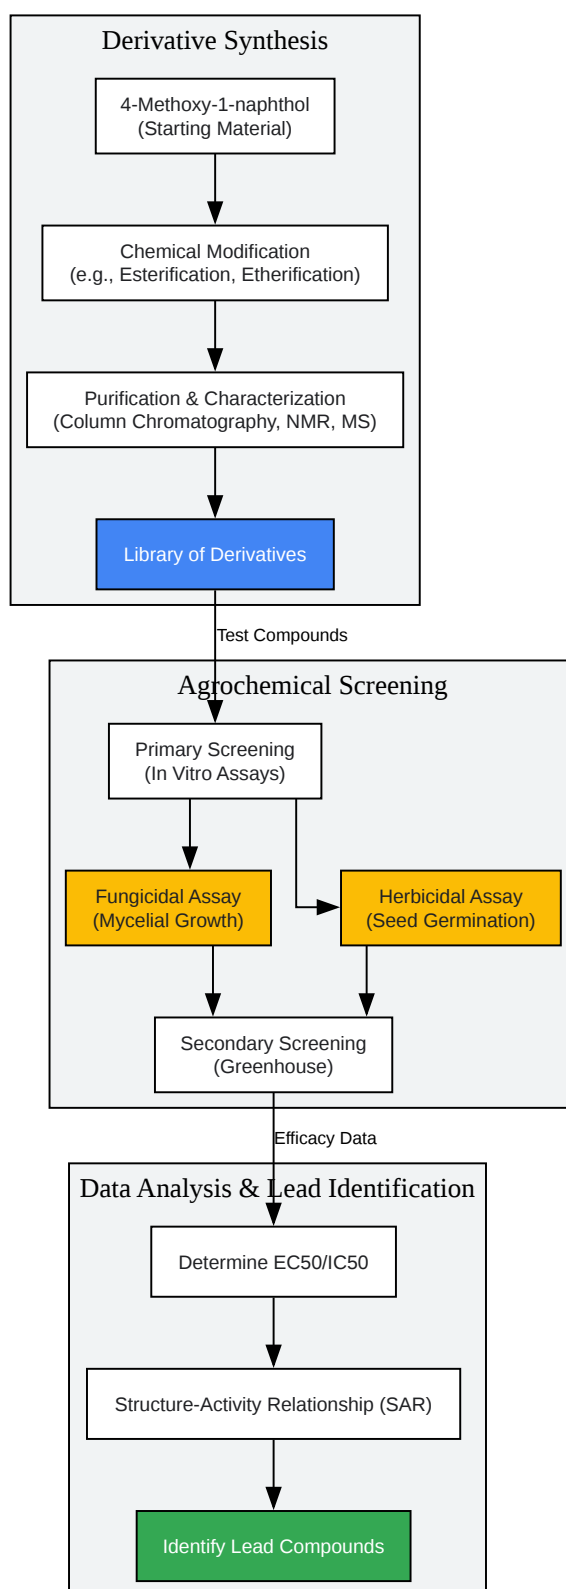 Derivative Synthesis
4-Methoxy-1-naphthol
(Starting Material)
Chemical Modification
(e.g., Esterification, Etherification)
Purification & Characterization
(Column Chromatography, NMR, MS)
Library of Derivatives
Test Compounds
Agrochemical Screening
Primary Screening
(In Vitro Assays)
Fungicidal Assay
(Mycelial Growth)
Herbicidal Assay
(Seed Germination)
Secondary Screening
(Greenhouse)
Efficacy Data
Data Analysis & Lead Identification
Determine EC50/IC50
Structure-Activity Relationship (SAR)
Identify Lead Compounds